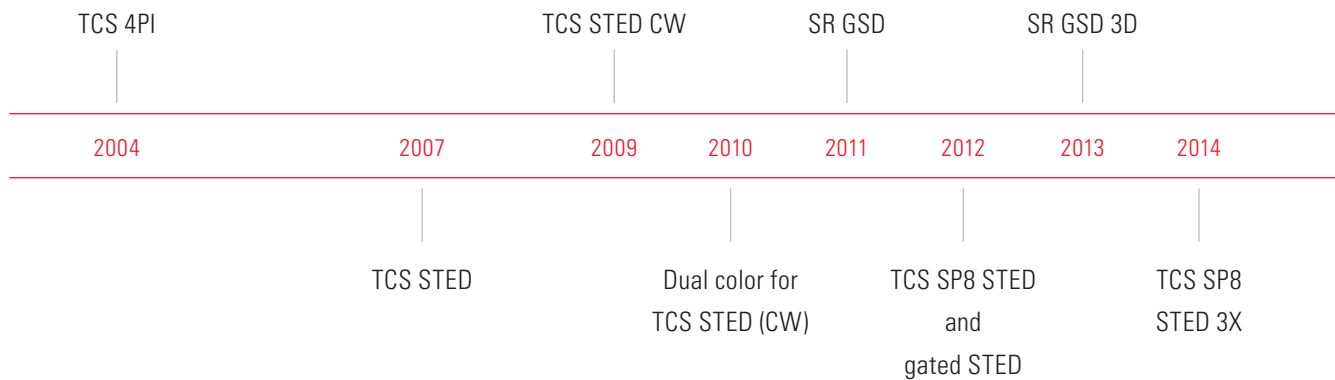 TCS 4PI
TCS STED CW
SR GSD
SR GSD 3D
2004
2007
2009
2010
2011
2012
2013
2014
TCS STED
Dual color for
TCS STED (CW)
TCS SP8 STED
and
gated STED
TCS SP8
STED 3X